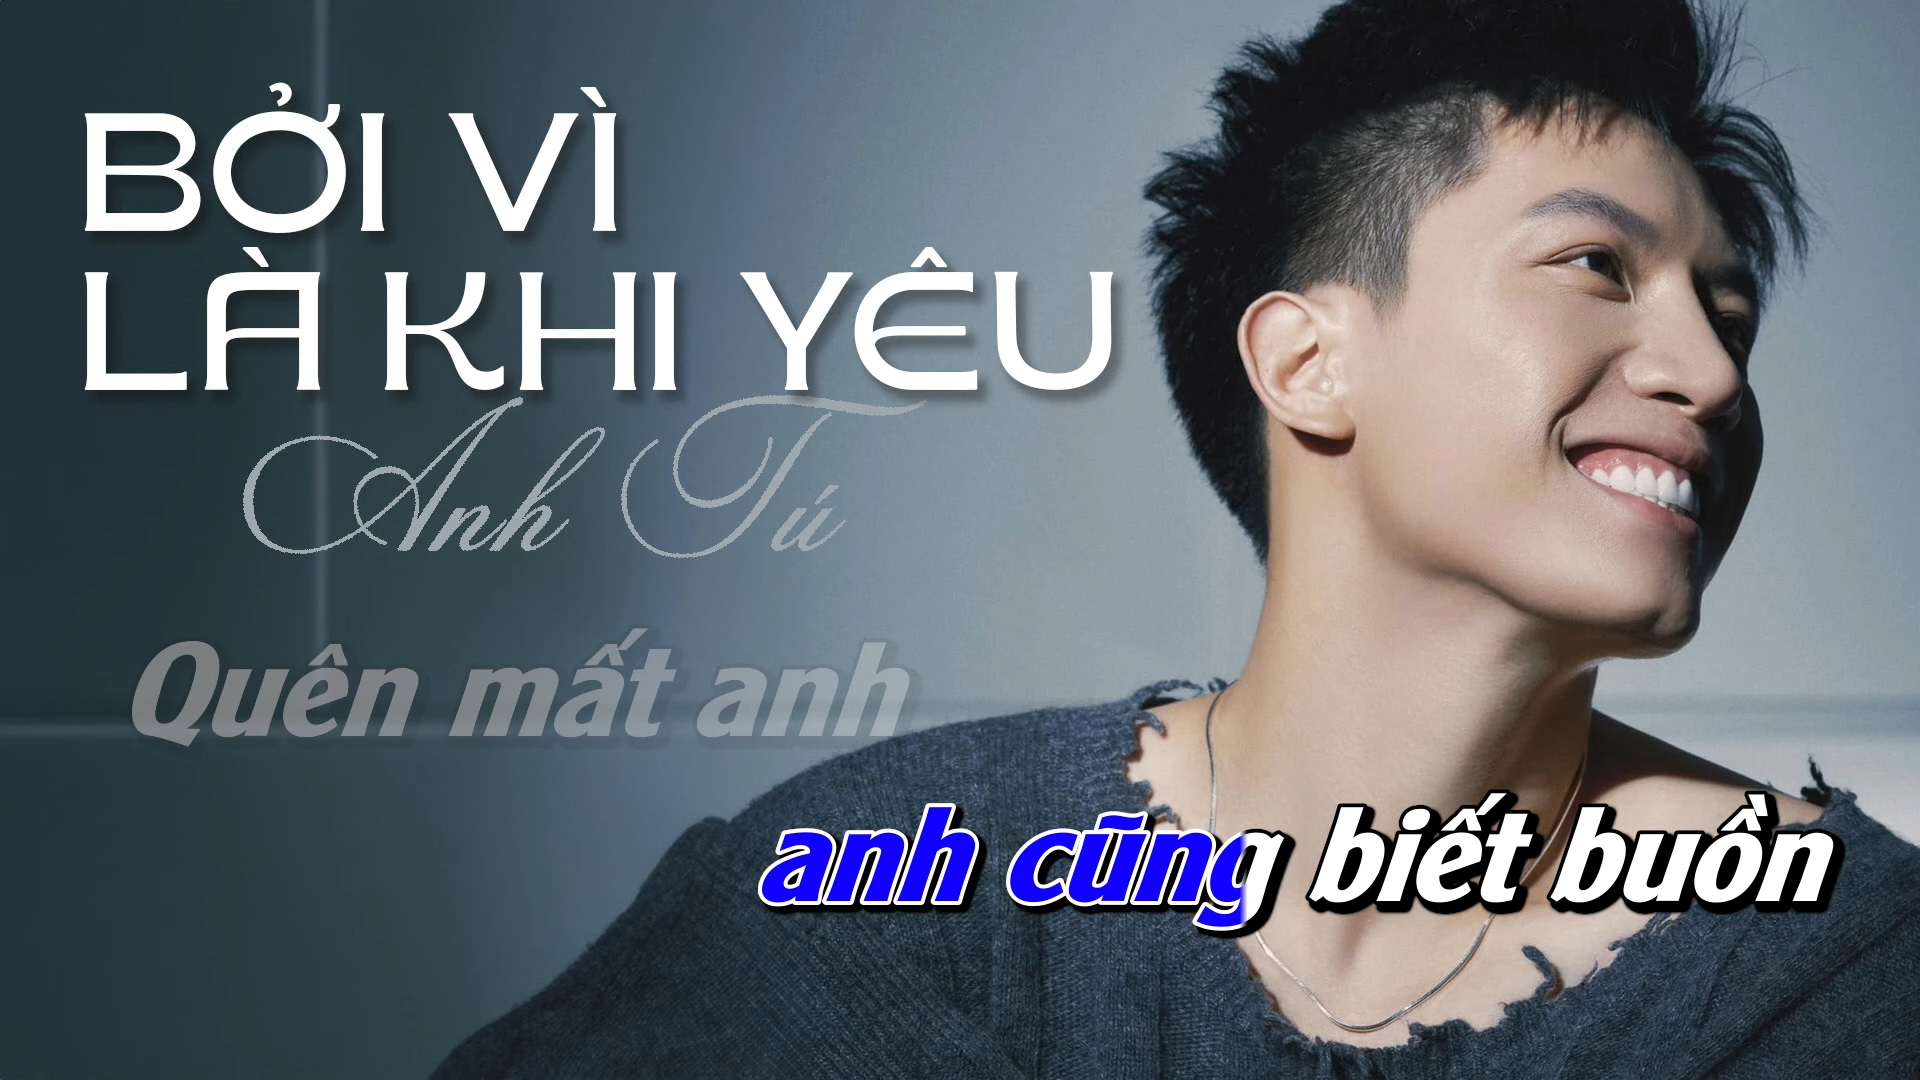 BỞI VÌ
LÀ KHI YÊU
Anh Tú
Quên mất anh
anh cũng biết buồn